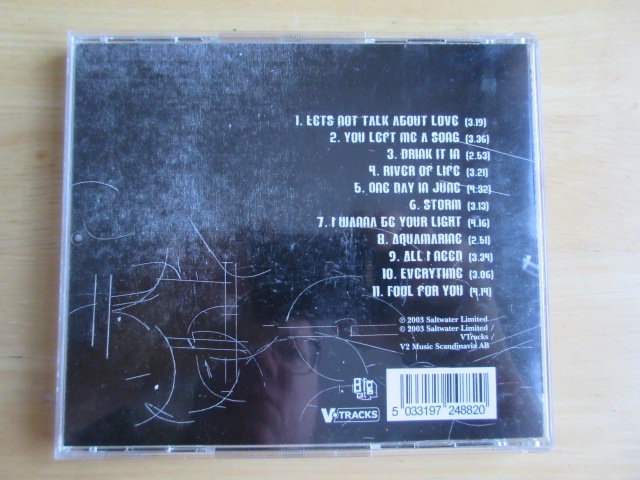 1. LETS NOT TALK ABOUT LOVE (3.19)
2. YOU LEFT ME A SONG (3.36)
3. DRINK IT IN (2.53)
4. RIVER OF LIFE (3.21)
5. ONE DAY IN JUNE (4.32)
6. STORM (3.13)
7. I WANNA BE YOUR LIGHT (4.16)
8. AQUAMARINE (2.51)
9. ALL I NEED (3.34)
10. EVERYTIME (3.06)
11. FOOL FOR YOU (4.14)
℗ 2003 Saltwater Limited
© 2003 Saltwater Limited /
VTracks
V2 Music Scandinavia AB
Big
V2 TRACKS
5 033197 248820